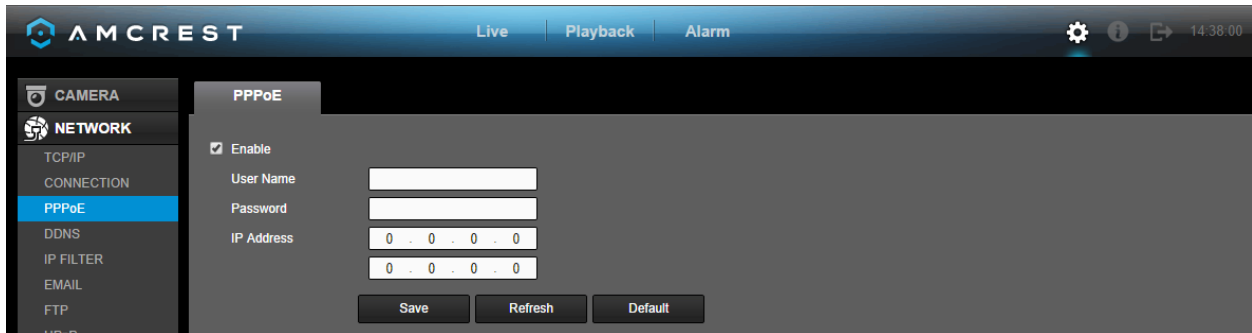 AMCREST
Live Playback Alarm
14:38:00
CAMERA
NETWORK
TCP/IP
CONNECTION
PPPoE
DDNS
IP FILTER
EMAIL
FTP
PPPoE
Enable
User Name
Password
IP Address
0 . 0 . 0 . 0
0 . 0 . 0 . 0
Save Refresh Default